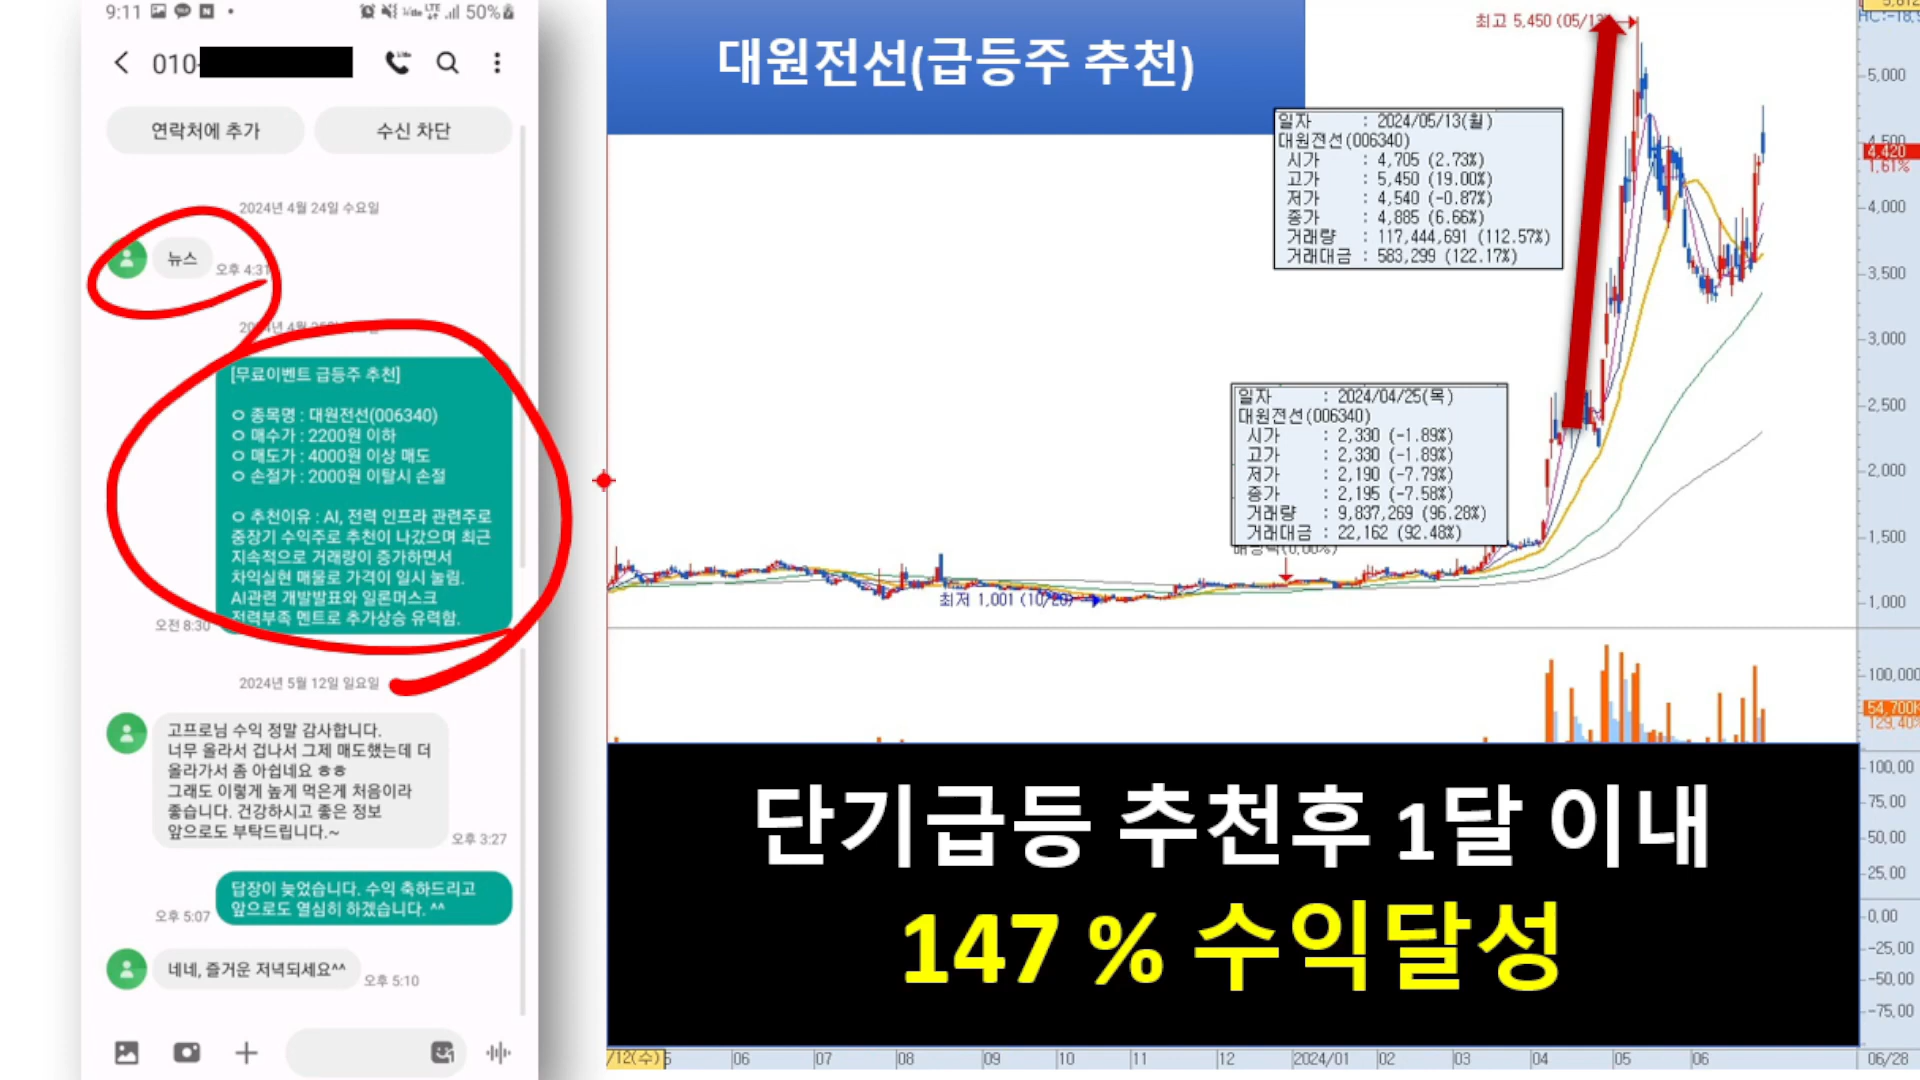 9:11
50%
010-
연락처에 추가
수신 차단
2024년 4월 24일 수요일
뉴스
오후 4:31
[무료이벤트 급등주 추천]
ㅇ 종목명 : 대원전선(006340)
ㅇ 매수가 : 2200원 이하
ㅇ 매도가 : 4000원 이상 매도
ㅇ 손절가 : 2000원 이탈시 손절
ㅇ 추천이유 : AI, 전력 인프라 관련주로
중장기 수익주로 추천이 나갔으며 최근
지속적으로 거래량이 증가하면서
차익실현 매물로 가격이 일시 눌림.
AI관련 개발발표와 일론머스크
전력부족 멘트로 추가상승 유력함.
오전 8:30
2024년 5월 12일 일요일
고프로님 수익 정말 감사합니다.
너무 올라서 겁나서 그제 매도했는데 더
올라가서 좀 아쉽네요 ㅎㅎ
그래도 이렇게 높게 먹은게 처음이라
좋습니다. 건강하시고 좋은 정보
앞으로도 부탁드립니다.~
오후 3:27
답장이 늦었습니다. 수익 축하드리고
앞으로도 열심히 하겠습니다. ^^
오후 5:07
네네, 즐거운 저녁되세요^^
오후 5:10
대원전선(급등주 추천)
최고 5,450 (05/13)
일자 : 2024/05/13(월)
대원전선(006340)
시가 : 4,705 (2.73%)
고가 : 5,450 (19.00%)
저가 : 4,540 (-0.87%)
종가 : 4,885 (6.66%)
거래량 : 117,444,691 (112.57%)
거래대금 : 583,299 (122.17%)
일자 : 2024/04/25(목)
대원전선(006340)
시가 : 2,330 (-1.89%)
고가 : 2,330 (-1.89%)
저가 : 2,190 (-7.79%)
종가 : 2,195 (-7.58%)
거래량 : 9,837,269 (96.28%)
거래대금 : 22,162 (92.48%)
최저 1,001 (10/20)
5,000
4,500
4,420
1,61%
4,000
3,500
3,000
2,500
2,000
1,500
1,000
100,000
54,700K
129,40%
100,00
75,00
50,00
25,00
0,00
-25,00
-50,00
-75,00
단기급등 추천후 1달 이내
147 % 수익달성
/12(수) 06 07 08 09 10 11 12 2024/01 02 03 04 05 06 06/28